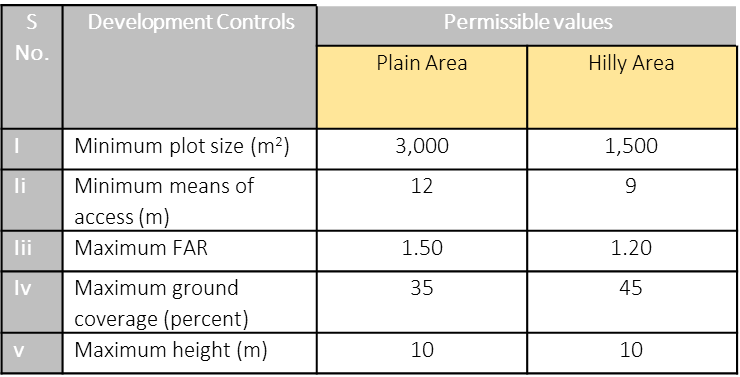 S No. Development Controls Permissible values
Plain Area Hilly Area
I Minimum plot size (m²) 3,000 1,500
Ii Minimum means of access (m) 12 9
Iii Maximum FAR 1.50 1.20
Iv Maximum ground coverage (percent) 35 45
v Maximum height (m) 10 10